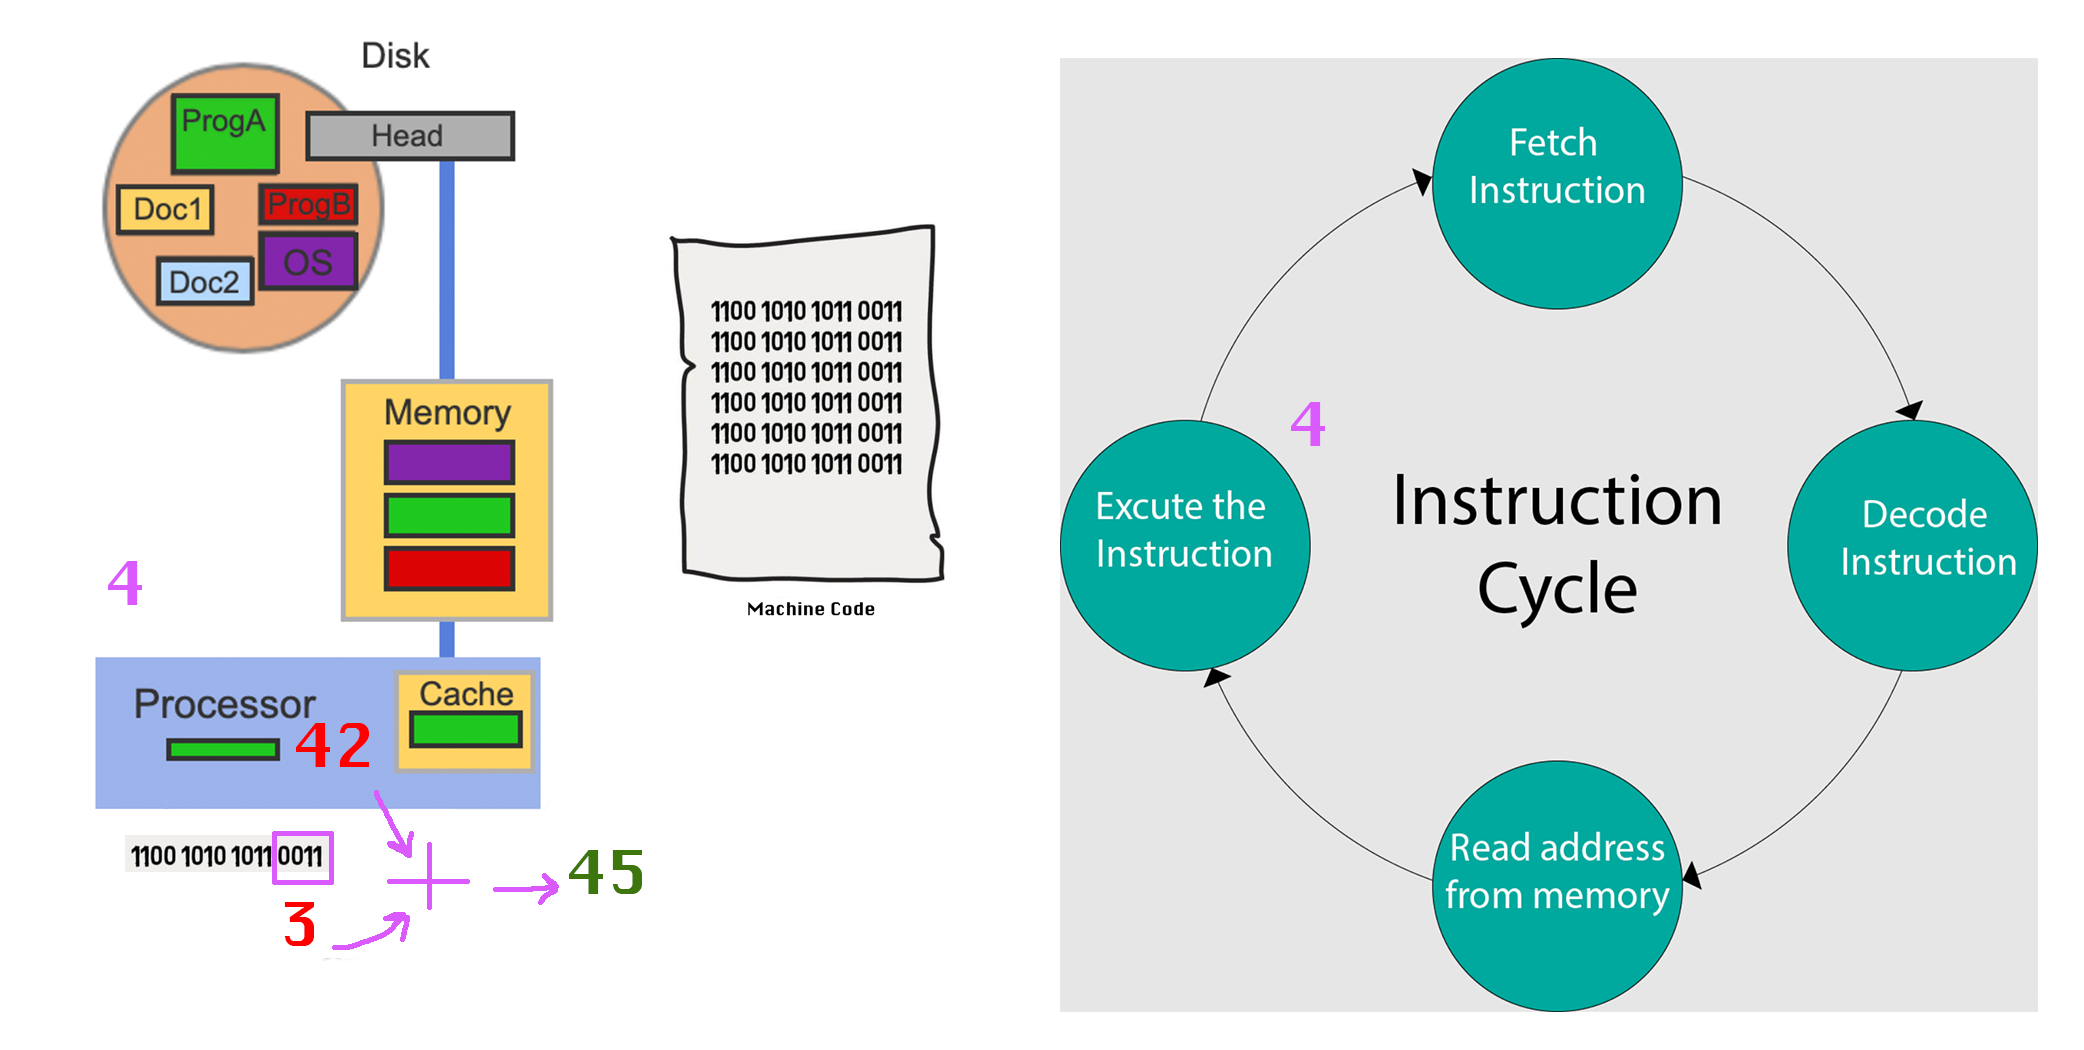 Disk
ProgA
Head
Doc1
ProgB
OS
Doc2
Memory
4
Processor
42
Cache
1100 1010 1011 0011
3
45
1100 1010 1011 0011
1100 1010 1011 0011
1100 1010 1011 0011
1100 1010 1011 0011
1100 1010 1011 0011
1100 1010 1011 0011
Machine Code
Fetch
Instruction
4
Instruction
Cycle
Decode
Instruction
Read address
from memory
Excute the
Instruction